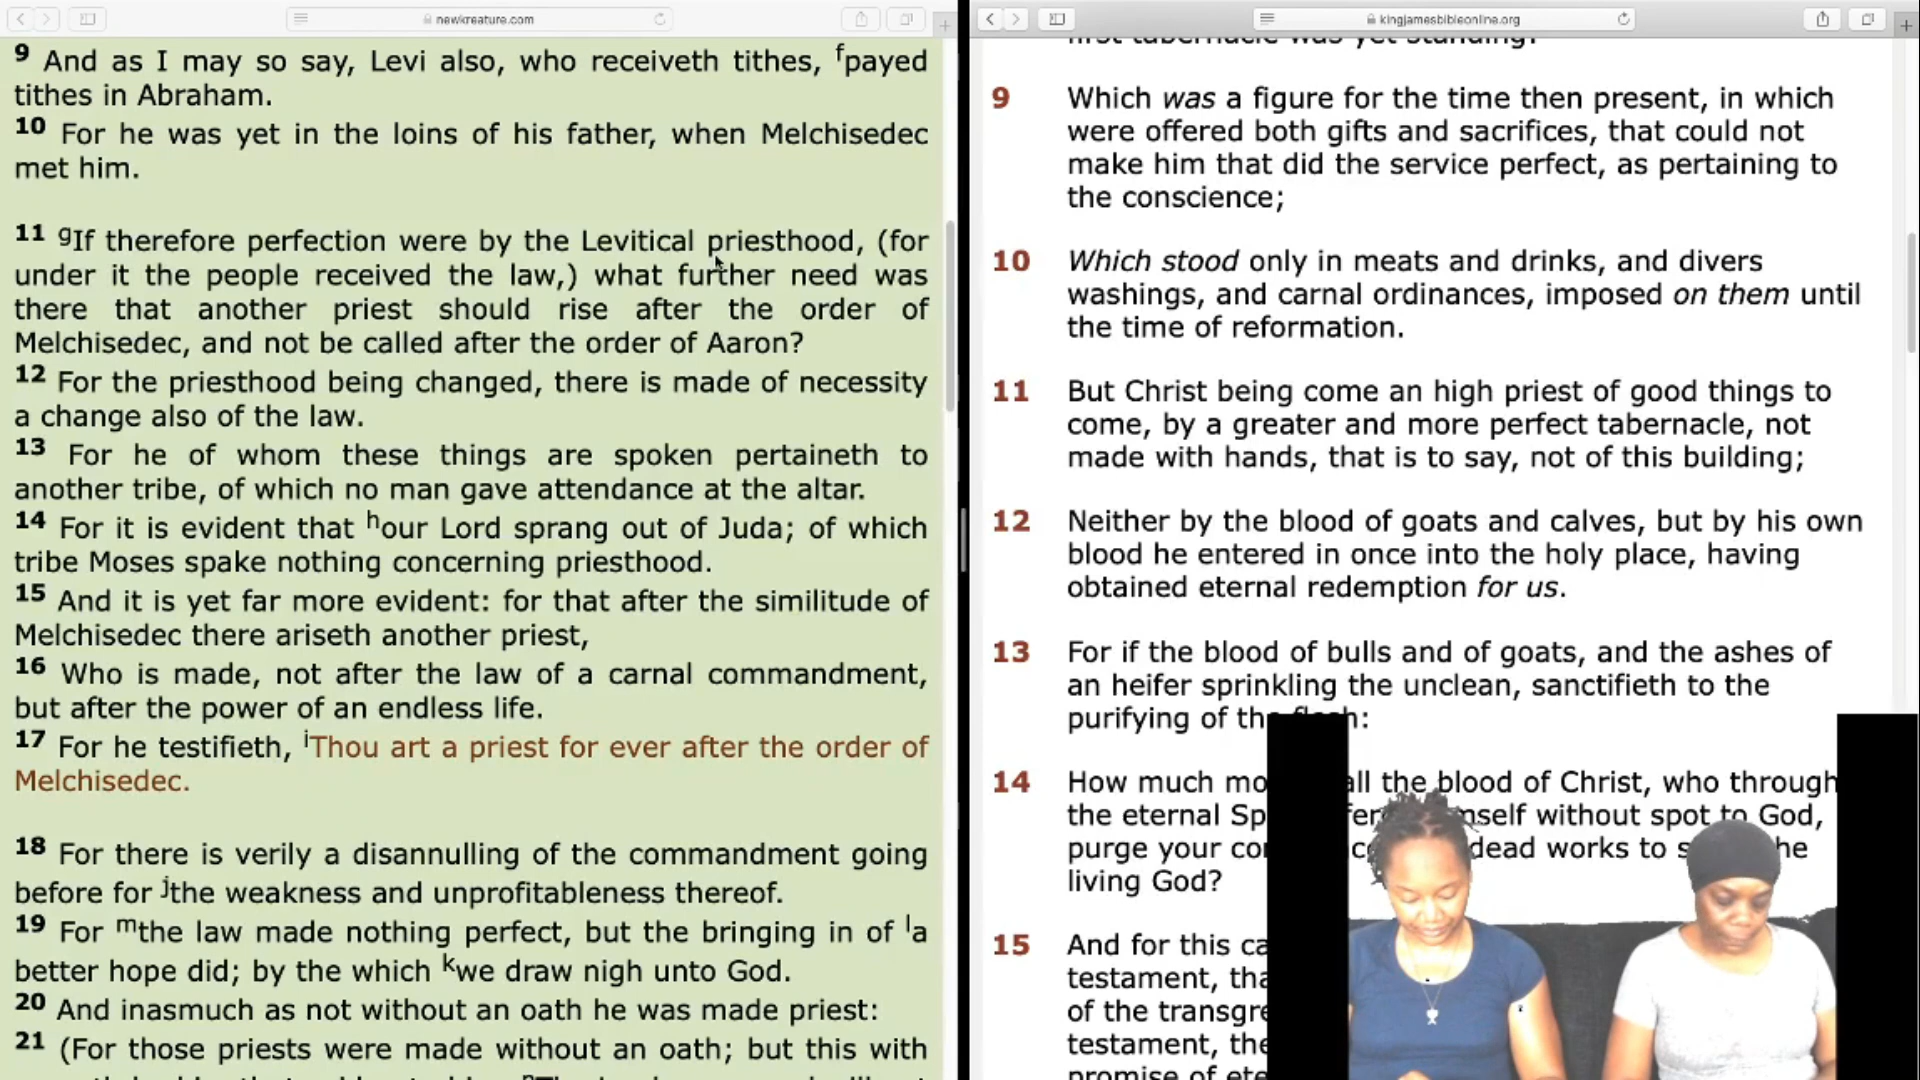 newkreature.com
9 And as I may so say, Levi also, who receiveth tithes, fpayed
tithes in Abraham.
10 For he was yet in the loins of his father, when Melchisedec
met him.
11 gIf therefore perfection were by the Levitical priesthood, (for
under it the people received the law,) what further need was
there that another priest should rise after the order of
Melchisedec, and not be called after the order of Aaron?
12 For the priesthood being changed, there is made of necessity
a change also of the law.
13 For he of whom these things are spoken pertaineth to
another tribe, of which no man gave attendance at the altar.
14 For it is evident that hour Lord sprang out of Juda; of which
tribe Moses spake nothing concerning priesthood.
15 And it is yet far more evident: for that after the similitude of
Melchisedec there ariseth another priest,
16 Who is made, not after the law of a carnal commandment,
but after the power of an endless life.
17 For he testifieth, iThou art a priest for ever after the order of
Melchisedec.
18 For there is verily a disannulling of the commandment going
before for jthe weakness and unprofitableness thereof.
19 For mthe law made nothing perfect, but the bringing in of la
better hope did; by the which kwe draw nigh unto God.
20 And inasmuch as not without an oath he was made priest:
21 (For those priests were made without an oath; but this with
kingjamesbibleonline.org
first tabernacle was yet standing:
9 Which was a figure for the time then present, in which
were offered both gifts and sacrifices, that could not
make him that did the service perfect, as pertaining to
the conscience;
10 Which stood only in meats and drinks, and divers
washings, and carnal ordinances, imposed on them until
the time of reformation.
11 But Christ being come an high priest of good things to
come, by a greater and more perfect tabernacle, not
made with hands, that is to say, not of this building;
12 Neither by the blood of goats and calves, but by his own
blood he entered in once into the holy place, having
obtained eternal redemption for us.
13 For if the blood of bulls and of goats, and the ashes of
an heifer sprinkling the unclean, sanctifieth to the
purifying of the flesh:
14 How much all the blood of Christ, who through
the eternal without spot to God,
purge your dead works to
living God?
15 And for this
testament,
of the
testament,
promise of